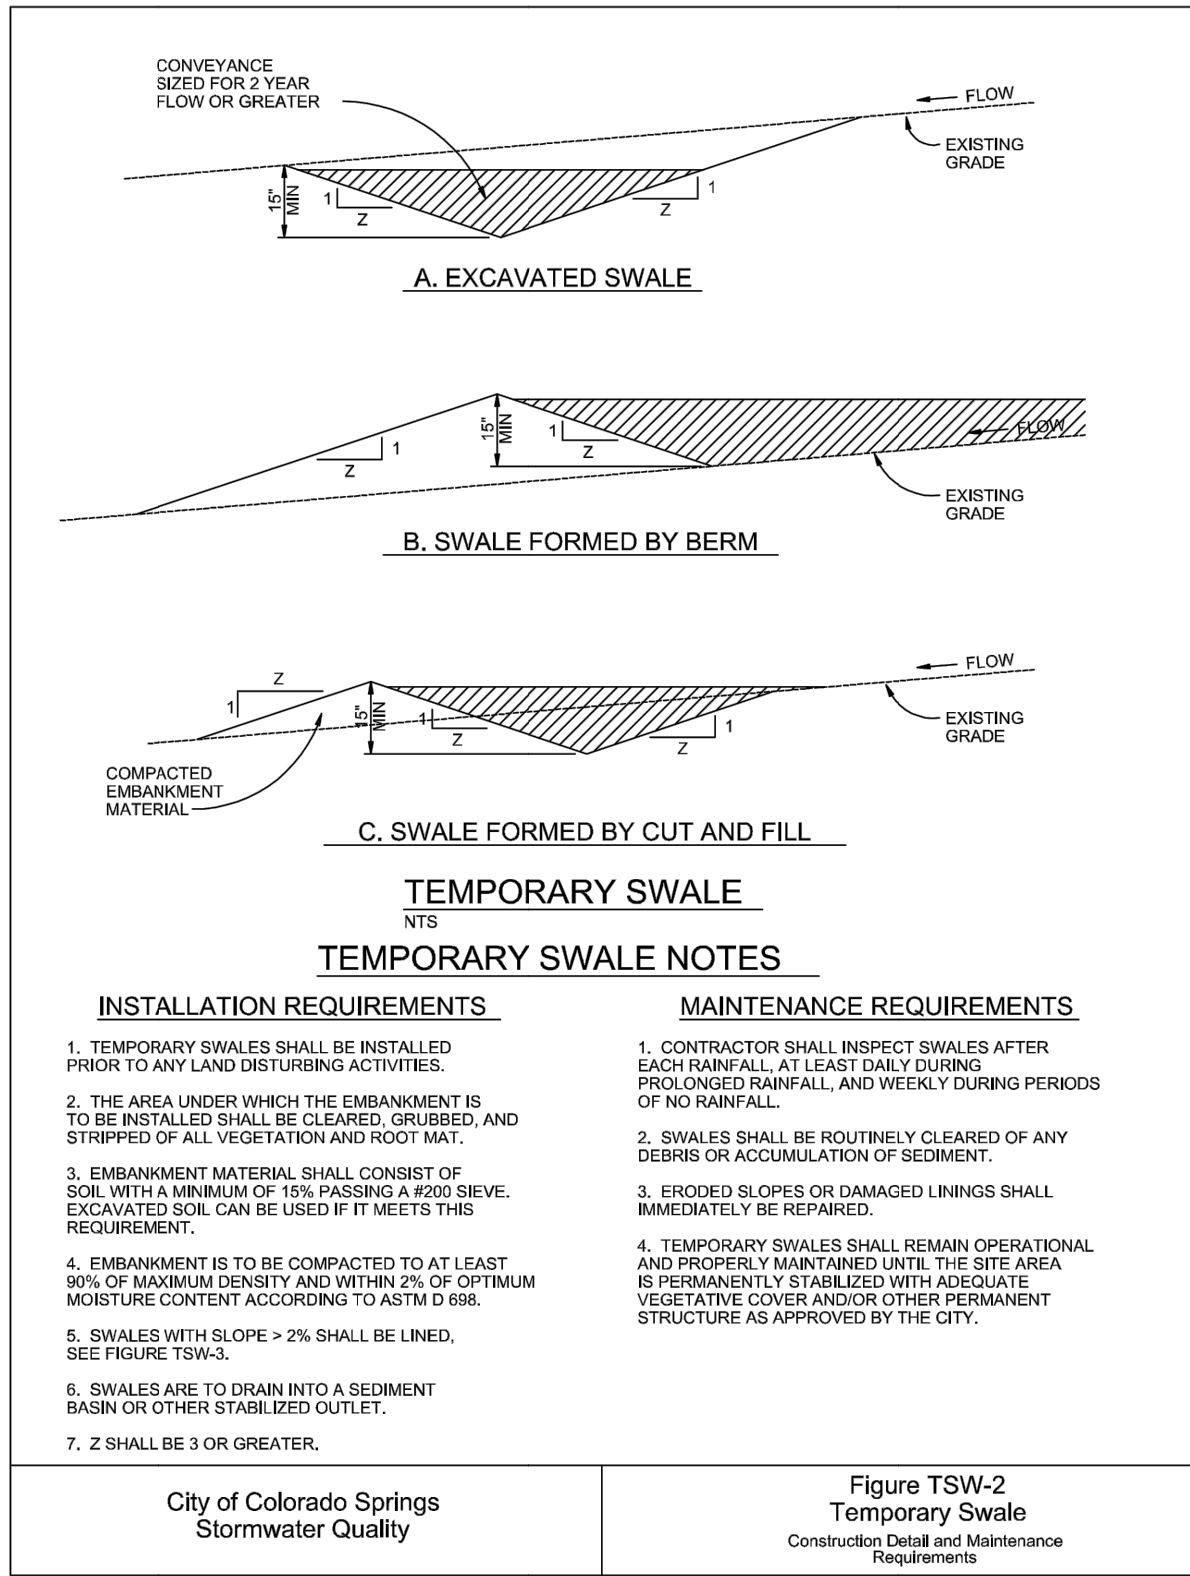 CONVEYANCE
SIZED FOR 2 YEAR
FLOW OR GREATER
FLOW
EXISTING
GRADE
15"
MIN
1
Z
1
Z
A. EXCAVATED SWALE
15"
MIN
1
Z
1
Z
FLOW
EXISTING
GRADE
B. SWALE FORMED BY BERM
FLOW
Z
1
15"
MIN
1
Z
1
Z
EXISTING
GRADE
COMPACTED
EMBANKMENT
MATERIAL
C. SWALE FORMED BY CUT AND FILL
TEMPORARY SWALE
NTS
TEMPORARY SWALE NOTES
INSTALLATION REQUIREMENTS
1. TEMPORARY SWALES SHALL BE INSTALLED
PRIOR TO ANY LAND DISTURBING ACTIVITIES.
2. THE AREA UNDER WHICH THE EMBANKMENT IS
TO BE INSTALLED SHALL BE CLEARED, GRUBBED, AND
STRIPPED OF ALL VEGETATION AND ROOT MAT.
3. EMBANKMENT MATERIAL SHALL CONSIST OF
SOIL WITH A MINIMUM OF 15% PASSING A #200 SIEVE.
EXCAVATED SOIL CAN BE USED IF IT MEETS THIS
REQUIREMENT.
4. EMBANKMENT IS TO BE COMPACTED TO AT LEAST
90% OF MAXIMUM DENSITY AND WITHIN 2% OF OPTIMUM
MOISTURE CONTENT ACCORDING TO ASTM D 698.
5. SWALES WITH SLOPE > 2% SHALL BE LINED,
SEE FIGURE TSW-3.
6. SWALES ARE TO DRAIN INTO A SEDIMENT
BASIN OR OTHER STABILIZED OUTLET.
7. Z SHALL BE 3 OR GREATER.
MAINTENANCE REQUIREMENTS
1. CONTRACTOR SHALL INSPECT SWALES AFTER
EACH RAINFALL, AT LEAST DAILY DURING
PROLONGED RAINFALL, AND WEEKLY DURING PERIODS
OF NO RAINFALL.
2. SWALES SHALL BE ROUTINELY CLEARED OF ANY
DEBRIS OR ACCUMULATION OF SEDIMENT.
3. ERODED SLOPES OR DAMAGED LININGS SHALL
IMMEDIATELY BE REPAIRED.
4. TEMPORARY SWALES SHALL REMAIN OPERATIONAL
AND PROPERLY MAINTAINED UNTIL THE SITE AREA
IS PERMANENTLY STABILIZED WITH ADEQUATE
VEGETATIVE COVER AND/OR OTHER PERMANENT
STRUCTURE AS APPROVED BY THE CITY.
City of Colorado Springs
Stormwater Quality
Figure TSW-2
Temporary Swale
Construction Detail and Maintenance
Requirements